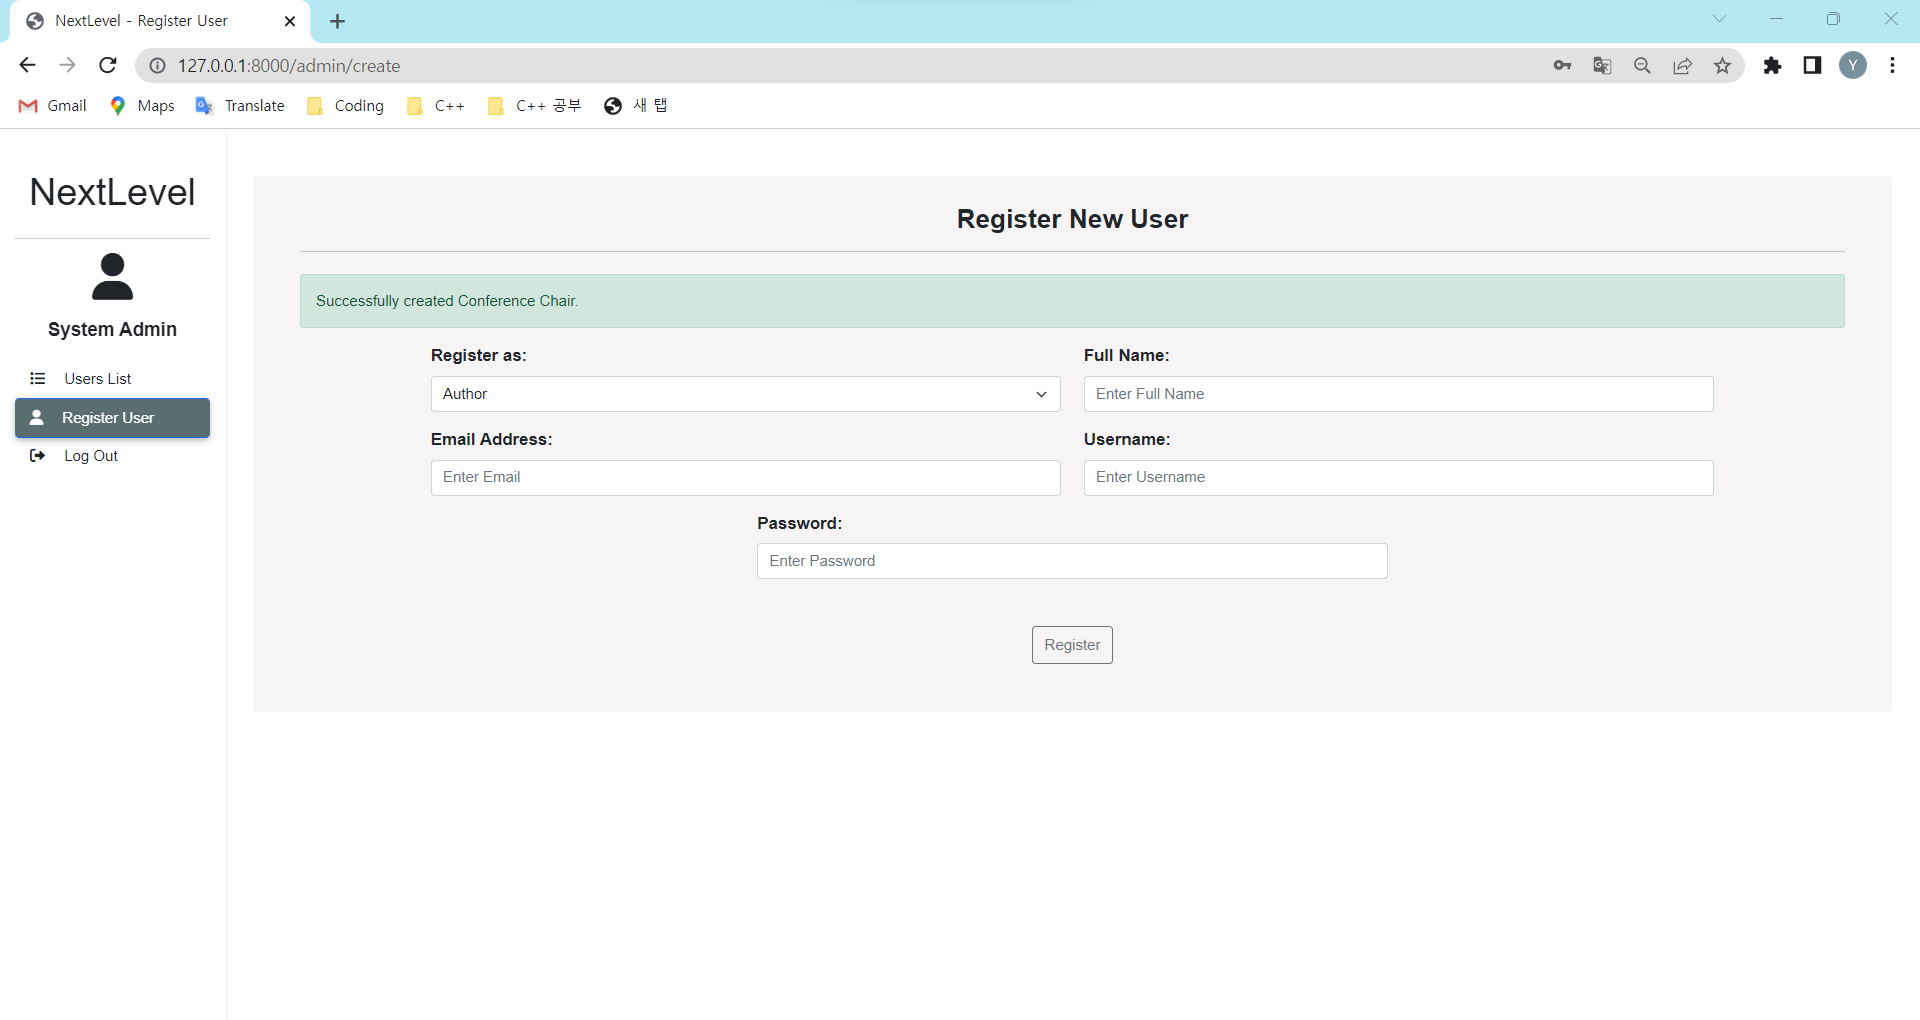 NextLevel - Register User
127.0.0.1:8000/admin/create
Y
Gmail Maps Translate Coding C++ C++ 공부 새 탭
NextLevel
System Admin
Users List
Register User
Log Out
Register New User
Successfully created Conference Chair.
Register as: Full Name:
Author Enter Full Name
Email Address: Username:
Enter Email Enter Username
Password:
Enter Password
Register